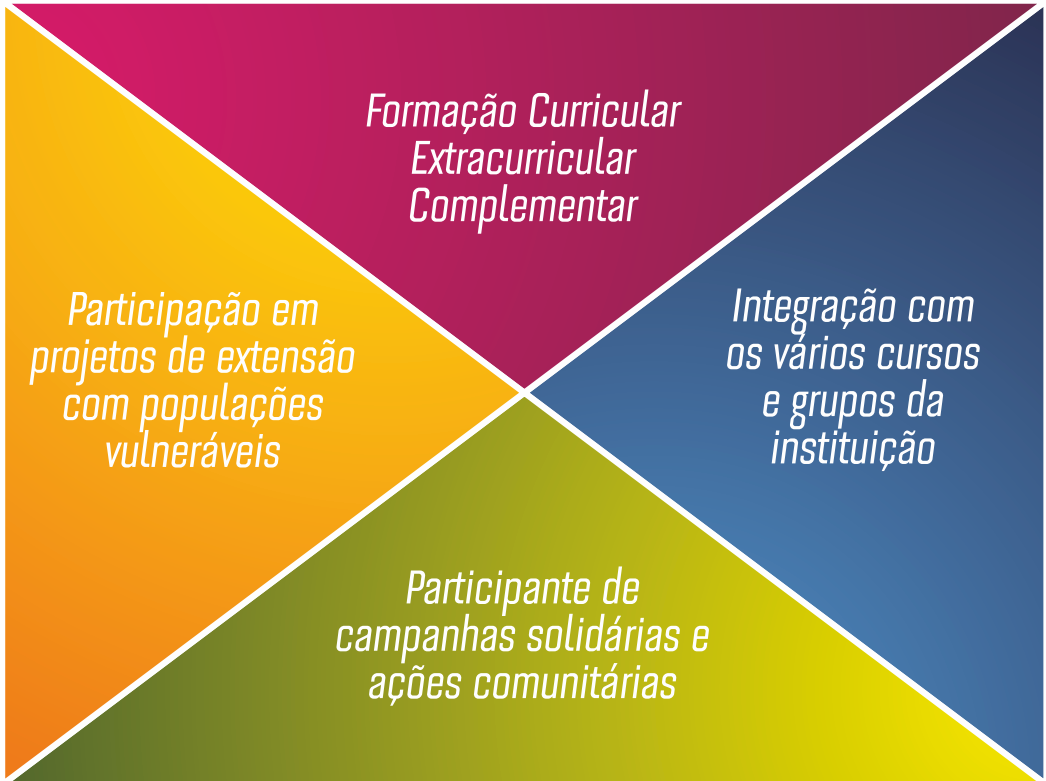 Formação Curricular
Extracurricular
Complementar
Participação em
projetos de extensão
com populações
vulneráveis
Integração com
os vários cursos
e grupos da
instituição
Participante de
campanhas solidárias e
ações comunitárias